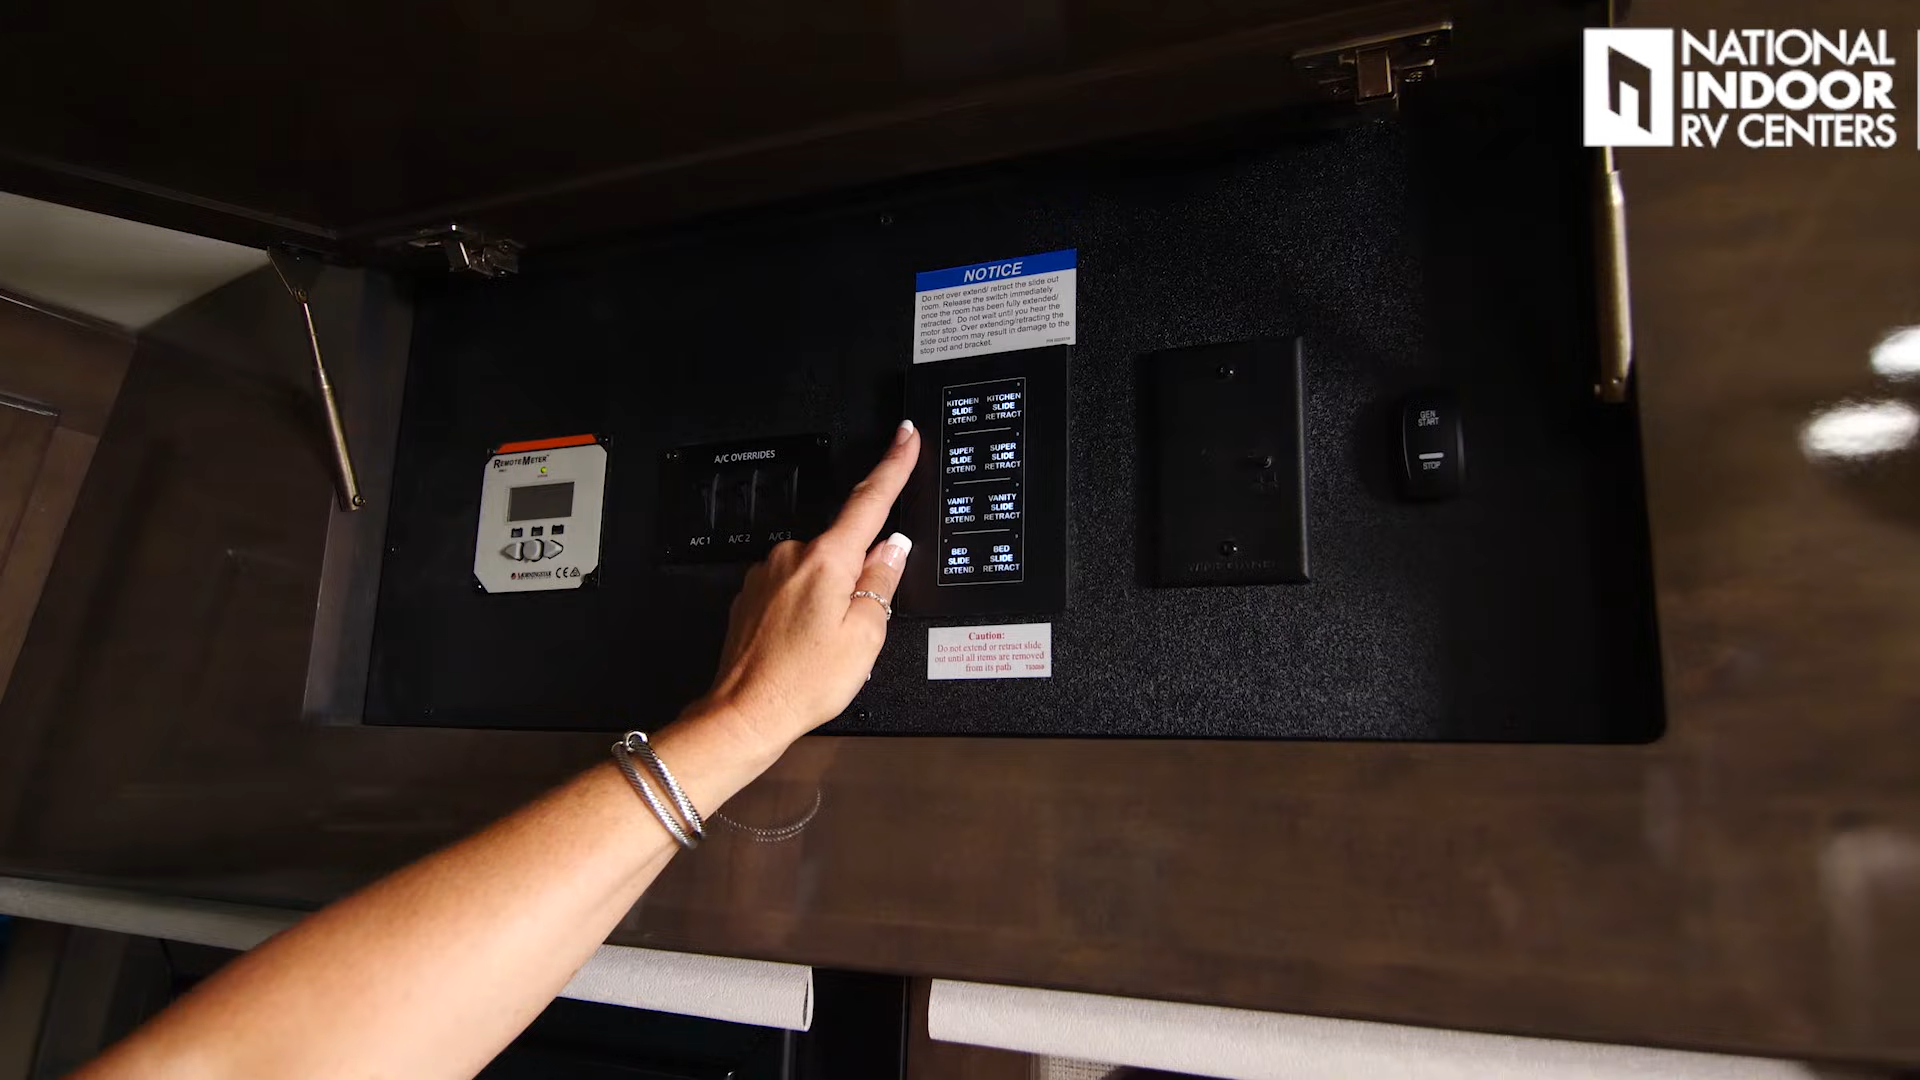 NATIONAL
INDOOR
RV CENTERS
NOTICE
Do not over extend/ retract the slide out
room. Release the switch immediately
once the room has been fully extended/
retracted. Do not wait until you hear the
motor stop. Over extending/retracting the
slide out room may result in damage to the
stop rod and bracket.
REMOTE METER
MORNINGSTAR CE
A/C OVERRIDES
A/C 1 A/C 2 A/C 3
KITCHEN SLIDE EXTEND
KITCHEN SLIDE RETRACT
SUPER SLIDE EXTEND
SUPER SLIDE RETRACT
VANITY SLIDE EXTEND
VANITY SLIDE RETRACT
BED SLIDE EXTEND
BED SLIDE RETRACT
GEN
START
STOP
Caution:
Do not extend or retract slide
out until all items are removed
from its path